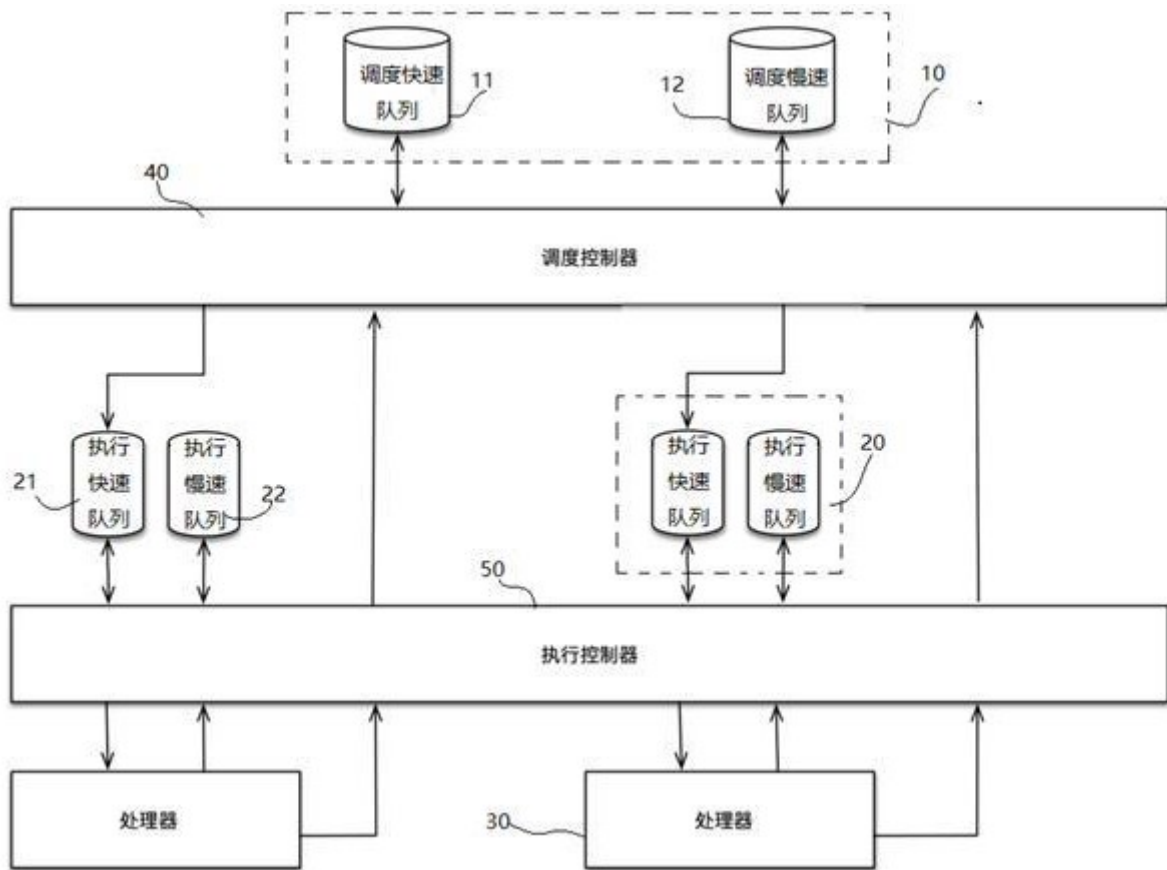 调度快速
队列
11
12
调度慢速
队列
10
40
调度控制器
执行
快速
队列
21
执行
慢速
队列
22
执行
快速
队列
执行
慢速
队列
20
50
执行控制器
处理器
30
处理器